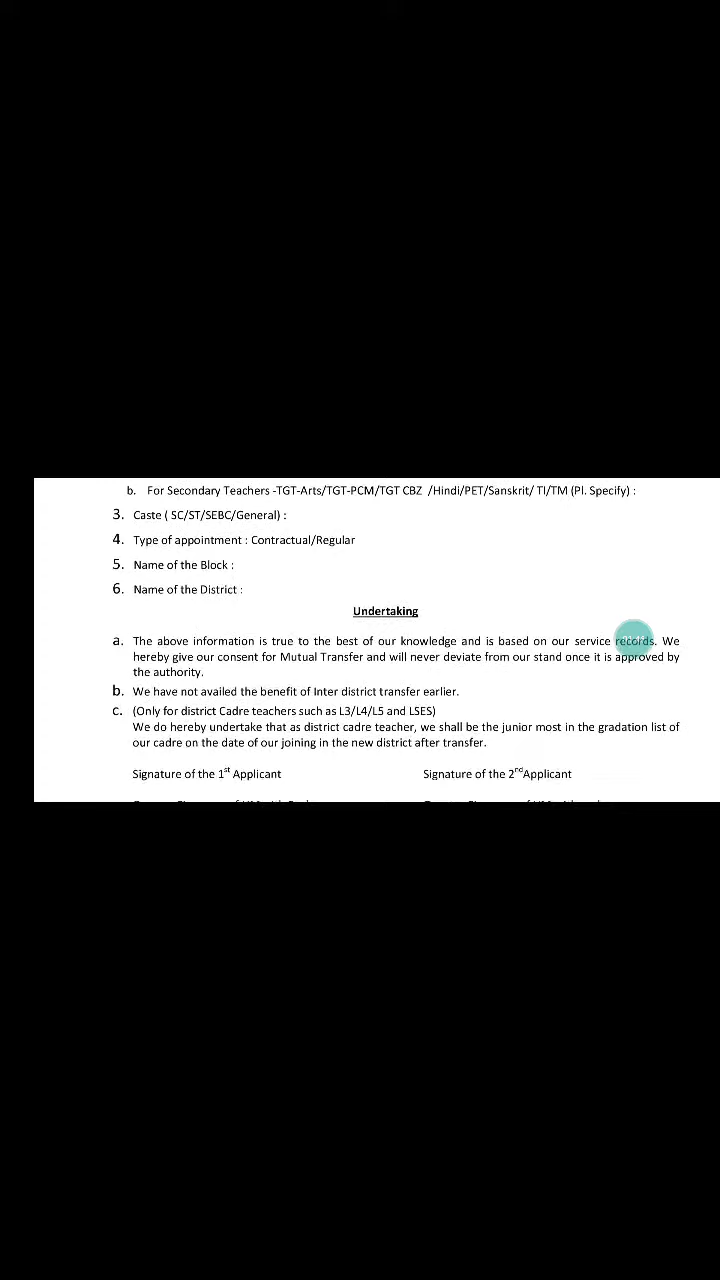 b. For Secondary Teachers -TGT-Arts/TGT-PCM/TGT CBZ /Hindi/PET/Sanskrit/ TI/TM (Pl. Specify) :
3. Caste ( SC/ST/SEBC/General) :
4. Type of appointment : Contractual/Regular
5. Name of the Block :
6. Name of the District :
Undertaking
a. The above information is true to the best of our knowledge and is based on our service records. We
hereby give our consent for Mutual Transfer and will never deviate from our stand once it is approved by
the authority.
b. We have not availed the benefit of Inter district transfer earlier.
c. (Only for district Cadre teachers such as L3/L4/L5 and LSES)
We do hereby undertake that as district cadre teacher, we shall be the junior most in the gradation list of
our cadre on the date of our joining in the new district after transfer.
Signature of the 1st Applicant Signature of the 2nd Applicant